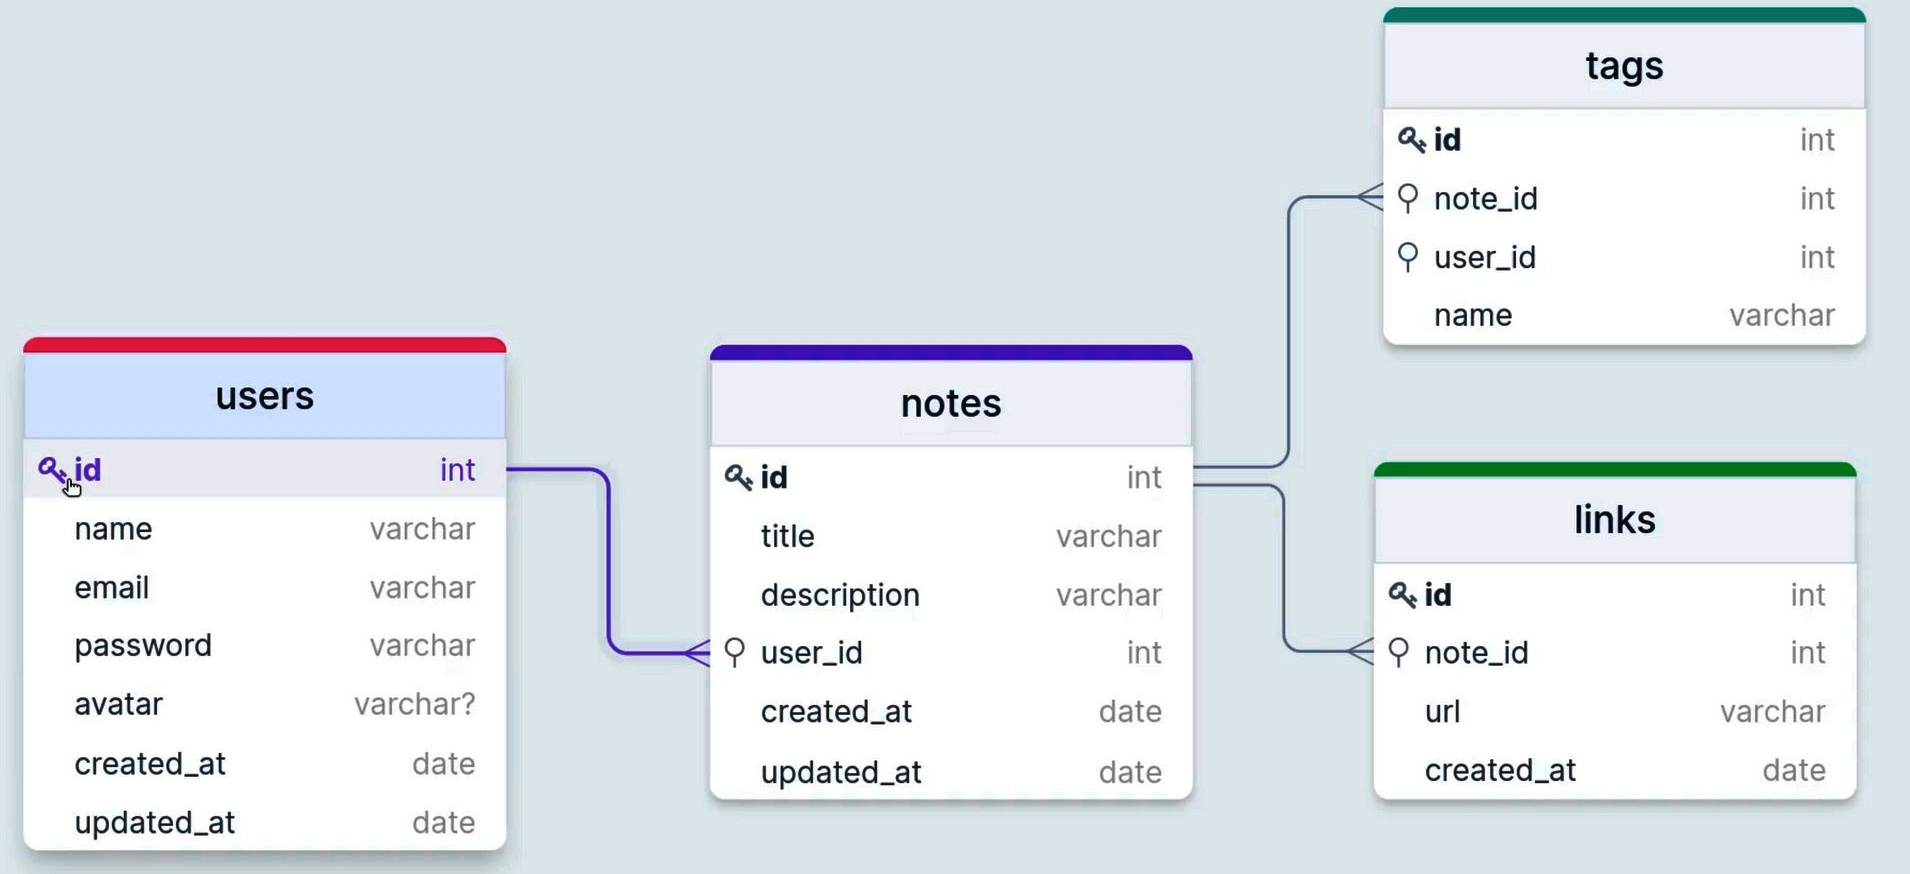 users
id int
name varchar
email varchar
password varchar
avatar varchar?
created_at date
updated_at date
notes
id int
title varchar
description varchar
user_id int
created_at date
updated_at date
tags
id int
note_id int
user_id int
name varchar
links
id int
note_id int
url varchar
created_at date